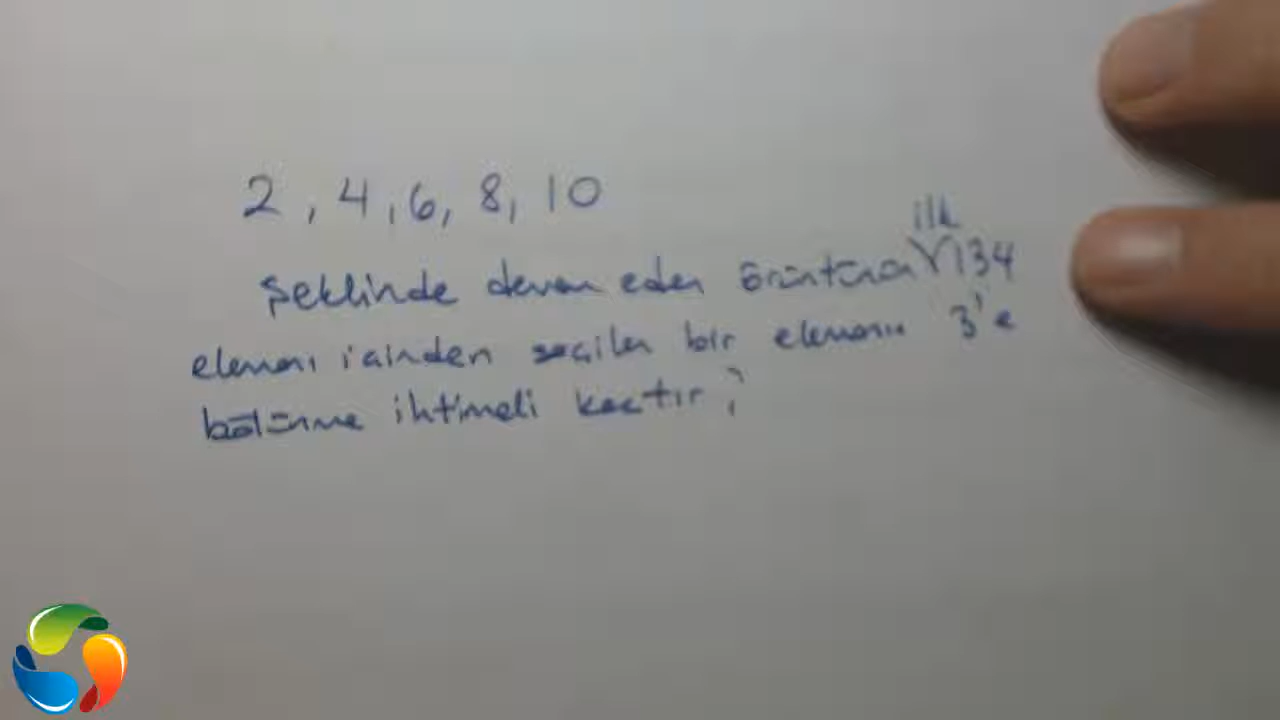 2, 4, 6, 8, 10
şeklinde devam eden örüntünün ilk 134
elemanı içinden seçilen bir elemanın 3'e
bölünme ihtimali kaçtır?